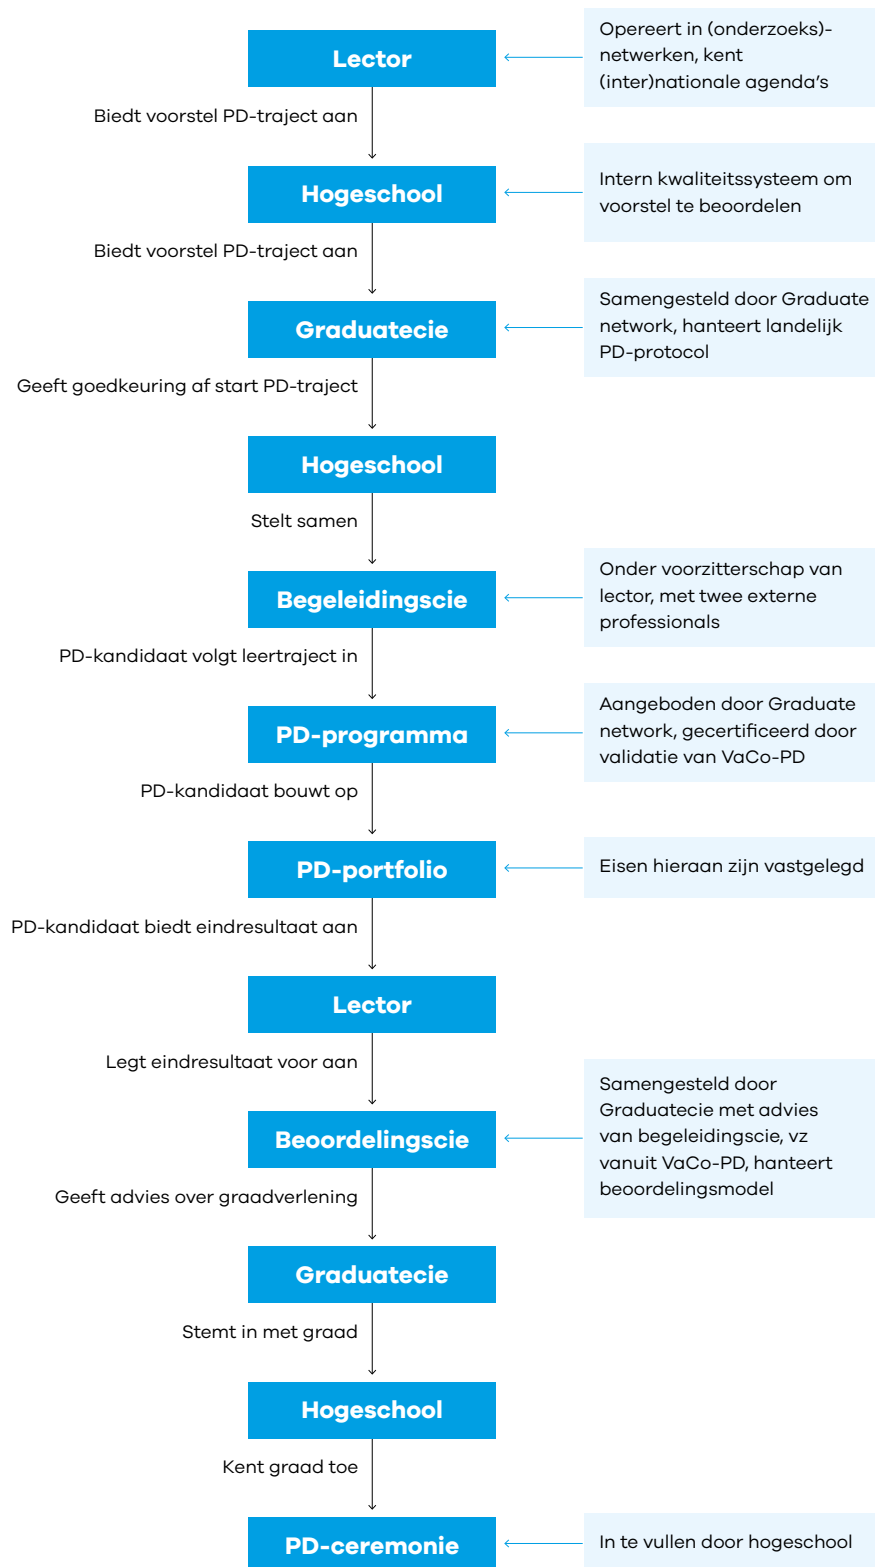 Lector
Opereert in (onderzoeks)-
netwerken, kent
(inter)nationale agenda's
Biedt voorstel PD-traject aan
Hogeschool
Intern kwaliteitssysteem om
voorstel te beoordelen
Biedt voorstel PD-traject aan
Graduatecie
Samengesteld door Graduate
network, hanteert landelijk
PD-protocol
Geeft goedkeuring af start PD-traject
Hogeschool
Stelt samen
Begeleidingscie
Onder voorzitterschap van
lector, met twee externe
professionals
PD-kandidaat volgt leertraject in
PD-programma
Aangeboden door Graduate
network, gecertificeerd door
validatie van VaCo-PD
PD-kandidaat bouwt op
PD-portfolio
Eisen hieraan zijn vastgelegd
PD-kandidaat biedt eindresultaat aan
Lector
Legt eindresultaat voor aan
Beoordelingscie
Samengesteld door
Graduatecie met advies
van begeleidingscie, vz
vanuit VaCo-PD, hanteert
beoordelingsmodel
Geeft advies over graadverlening
Graduatecie
Stemt in met graad
Hogeschool
Kent graad toe
PD-ceremonie
In te vullen door hogeschool